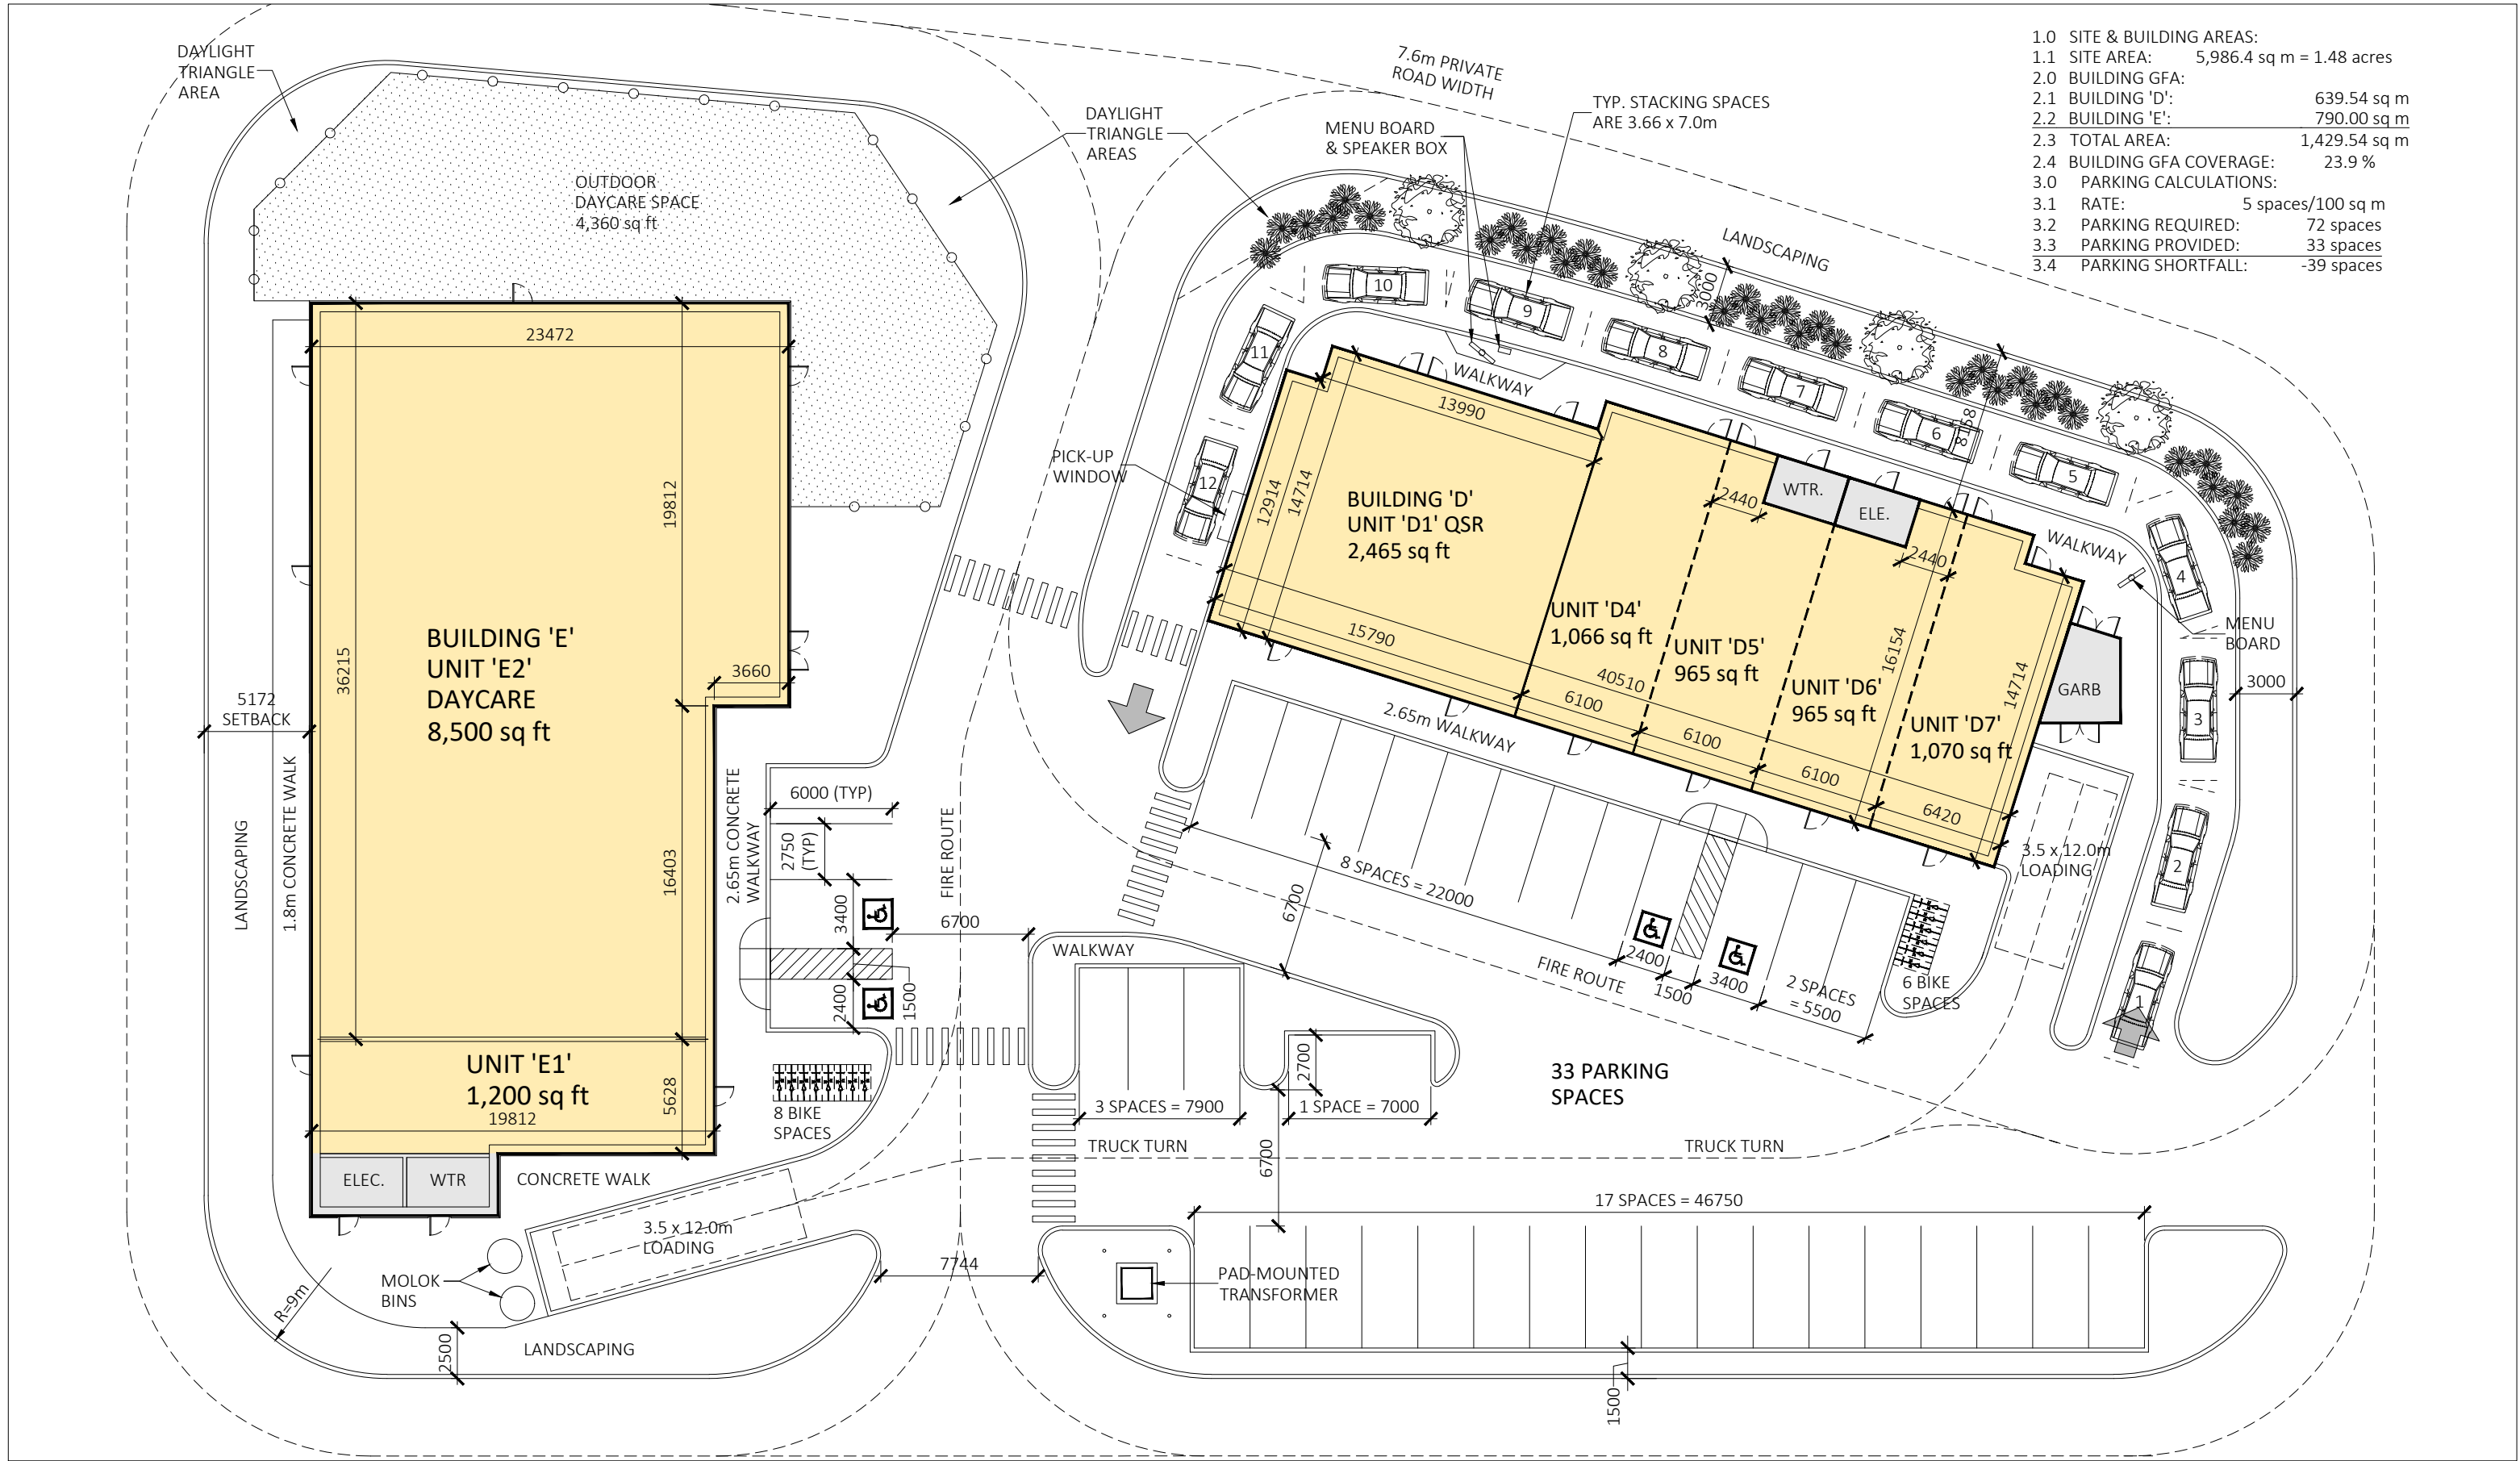 DAYLIGHT
TRIANGLE
AREA
OUTDOOR
DAYCARE SPACE
4,360 sq ft
DAYLIGHT
TRIANGLE
AREAS
7.6m PRIVATE
ROAD WIDTH
MENU BOARD
& SPEAKER BOX
TYP. STACKING SPACES
ARE 3.66 x 7.0m
LANDSCAPING
3000
1.0 SITE & BUILDING AREAS:
1.1 SITE AREA: 5,986.4 sq m = 1.48 acres
2.0 BUILDING GFA:
2.1 BUILDING 'D': 639.54 sq m
2.2 BUILDING 'E': 790.00 sq m
2.3 TOTAL AREA: 1,429.54 sq m
2.4 BUILDING GFA COVERAGE: 23.9 %
3.0 PARKING CALCULATIONS:
3.1 RATE: 5 spaces/100 sq m
3.2 PARKING REQUIRED: 72 spaces
3.3 PARKING PROVIDED: 33 spaces
3.4 PARKING SHORTFALL: -39 spaces
23472
36215
19812
3660
16403
5628
19812
BUILDING 'E'
UNIT 'E2'
DAYCARE
8,500 sq ft
UNIT 'E1'
1,200 sq ft
5172
SETBACK
LANDSCAPING
1.8m CONCRETE WALK
ELEC.
WTR
CONCRETE WALK
MOLOK
BINS
R=9m
2500
LANDSCAPING
3.5 x 12.0m
LOADING
8 BIKE
SPACES
2.65m CONCRETE
WALKWAY
6000 (TYP)
2750
(TYP)
3400
2400
1500
FIRE ROUTE
6700
7744
12
11
10
9
8
7
6
5
4
3
2
1
PICK-UP
WINDOW
WALKWAY
13990
12914
14714
BUILDING 'D'
UNIT 'D1' QSR
2,465 sq ft
15790
40510
UNIT 'D4'
1,066 sq ft
6100
UNIT 'D5'
965 sq ft
6100
UNIT 'D6'
965 sq ft
6100
UNIT 'D7'
1,070 sq ft
6420
2440
WTR.
ELE.
2440
8158
16154
14714
WALKWAY
MENU
BOARD
GARB
3000
3.5 x 12.0m
LOADING
2.65m WALKWAY
8 SPACES = 22000
6700
2400
1500
3400
2 SPACES
= 5500
6 BIKE
SPACES
FIRE ROUTE
WALKWAY
3 SPACES = 7900
2700
1 SPACE = 7000
33 PARKING
SPACES
TRUCK TURN
TRUCK TURN
6700
17 SPACES = 46750
PAD-MOUNTED
TRANSFORMER
1500